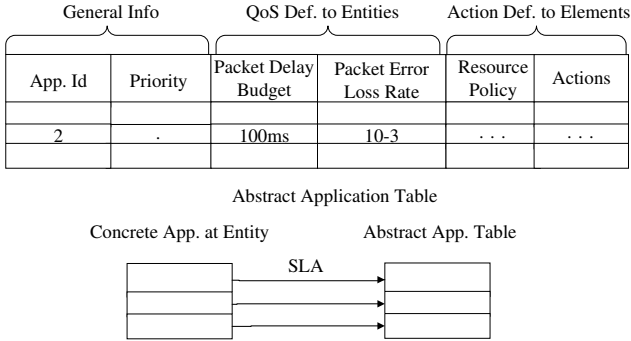 General Info QoS Def. to Entities Action Def. to Elements
App. Id Priority Packet Delay Budget Packet Error Loss Rate Resource Policy Actions
2 . 100ms 10-3 . . . . . .
Abstract Application Table
Concrete App. at Entity Abstract App. Table
SLA